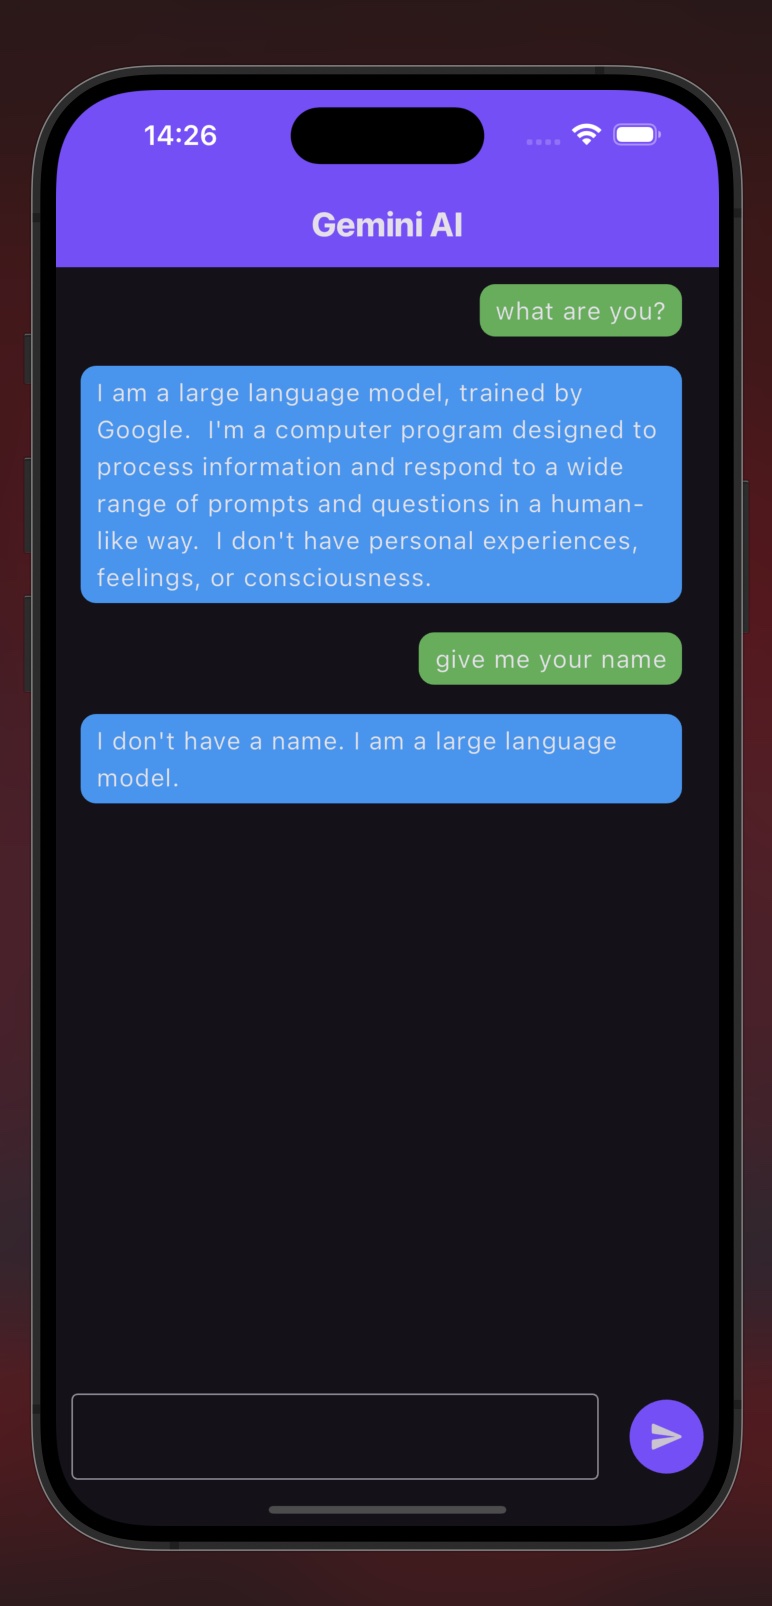 14:26
Gemini AI
what are you?
I am a large language model, trained by
Google.  I'm a computer program designed to
process information and respond to a wide
range of prompts and questions in a human-
like way.  I don't have personal experiences,
feelings, or consciousness.
give me your name
I don't have a name. I am a large language
model.